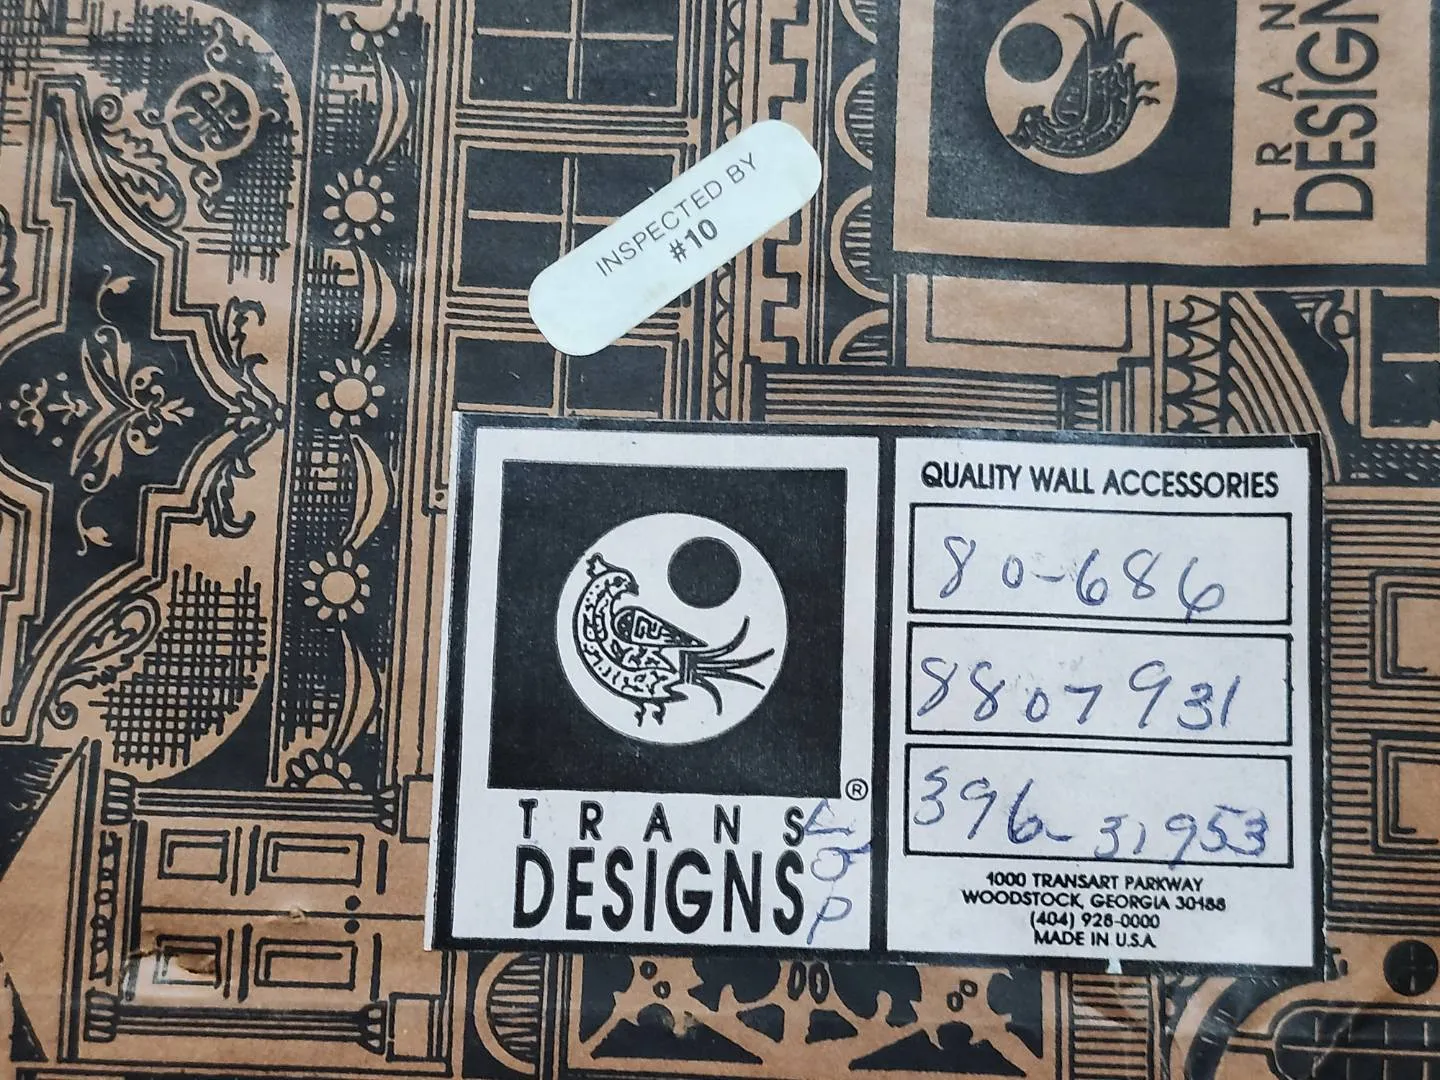 TRANS
DESIGN
INSPECTED BY
#10
QUALITY WALL ACCESSORIES
80-686
8807931
396-31953
®
TRANS
DESIGNS
1000 TRANSART PARKWAY
WOODSTOCK, GEORGIA 30188
(404) 928-0000
MADE IN U.S.A.